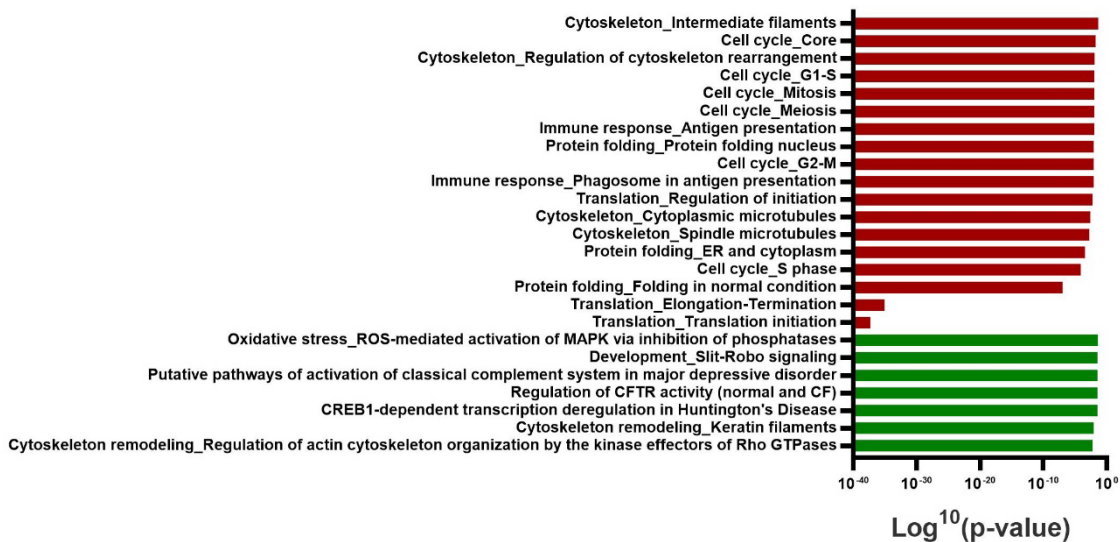 Cytoskeleton_Intermediate filaments
Cell cycle_Core
Cytoskeleton_Regulation of cytoskeleton rearrangement
Cell cycle_G1-S
Cell cycle_Mitosis
Cell cycle_Meiosis
Immune response_Antigen presentation
Protein folding_Protein folding nucleus
Cell cycle_G2-M
Immune response_Phagosome in antigen presentation
Translation_Regulation of initiation
Cytoskeleton_Cytoplasmic microtubules
Cytoskeleton_Spindle microtubules
Protein folding_ER and cytoplasm
Cell cycle_S phase
Protein folding_Folding in normal condition
Translation_Elongation-Termination
Translation_Translation initiation
Oxidative stress_ROS-mediated activation of MAPK via inhibition of phosphatases
Development_Slit-Robo signaling
Putative pathways of activation of classical complement system in major depressive disorder
Regulation of CFTR activity (normal and CF)
CREB1-dependent transcription deregulation in Huntington's Disease
Cytoskeleton remodeling_Keratin filaments
Cytoskeleton remodeling_Regulation of actin cytoskeleton organization by the kinase effectors of Rho GTPases
10⁻⁴⁰ 10⁻³⁰ 10⁻²⁰ 10⁻¹⁰ 10⁰
Log¹⁰(p-value)